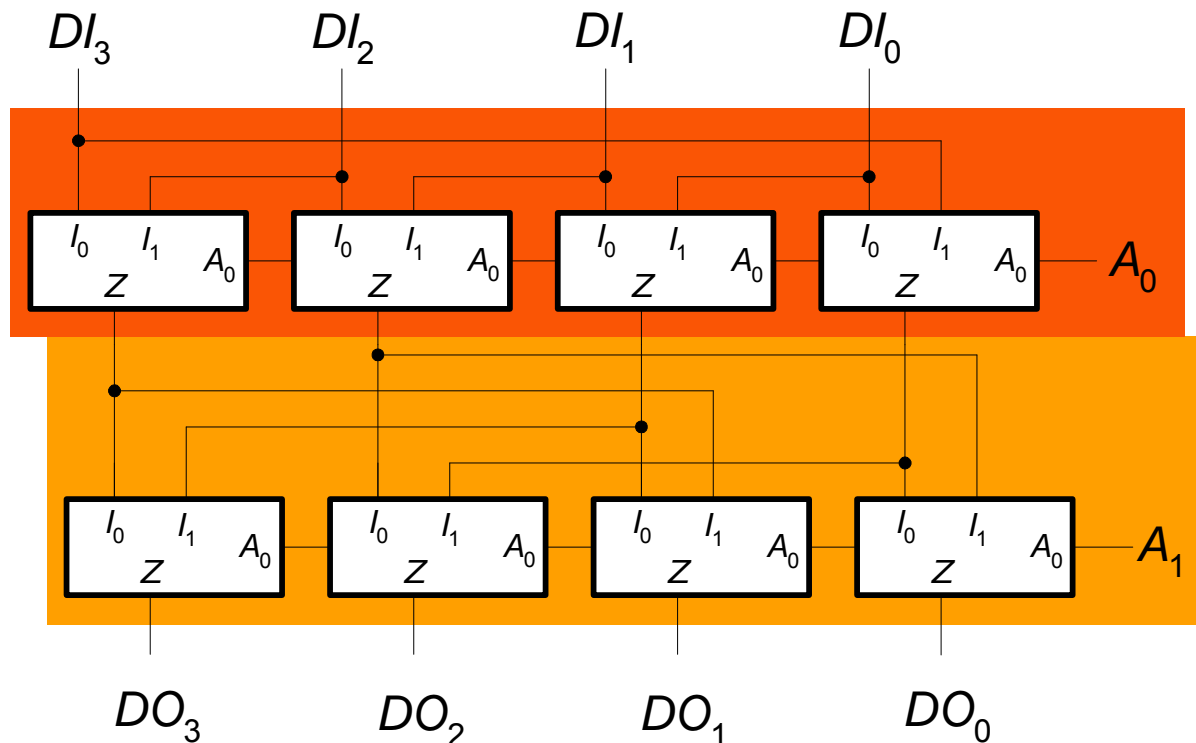 DI₃ DI₂ DI₁ DI₀
I₀ I₁ I₀ I₁ I₀ I₁ I₀ I₁
A₀ A₀ A₀ A₀ A₀
Z Z Z Z
I₀ I₁ I₀ I₁ I₀ I₁ I₀ I₁
A₀ A₀ A₀ A₀ A₁
Z Z Z Z
DO₃ DO₂ DO₁ DO₀